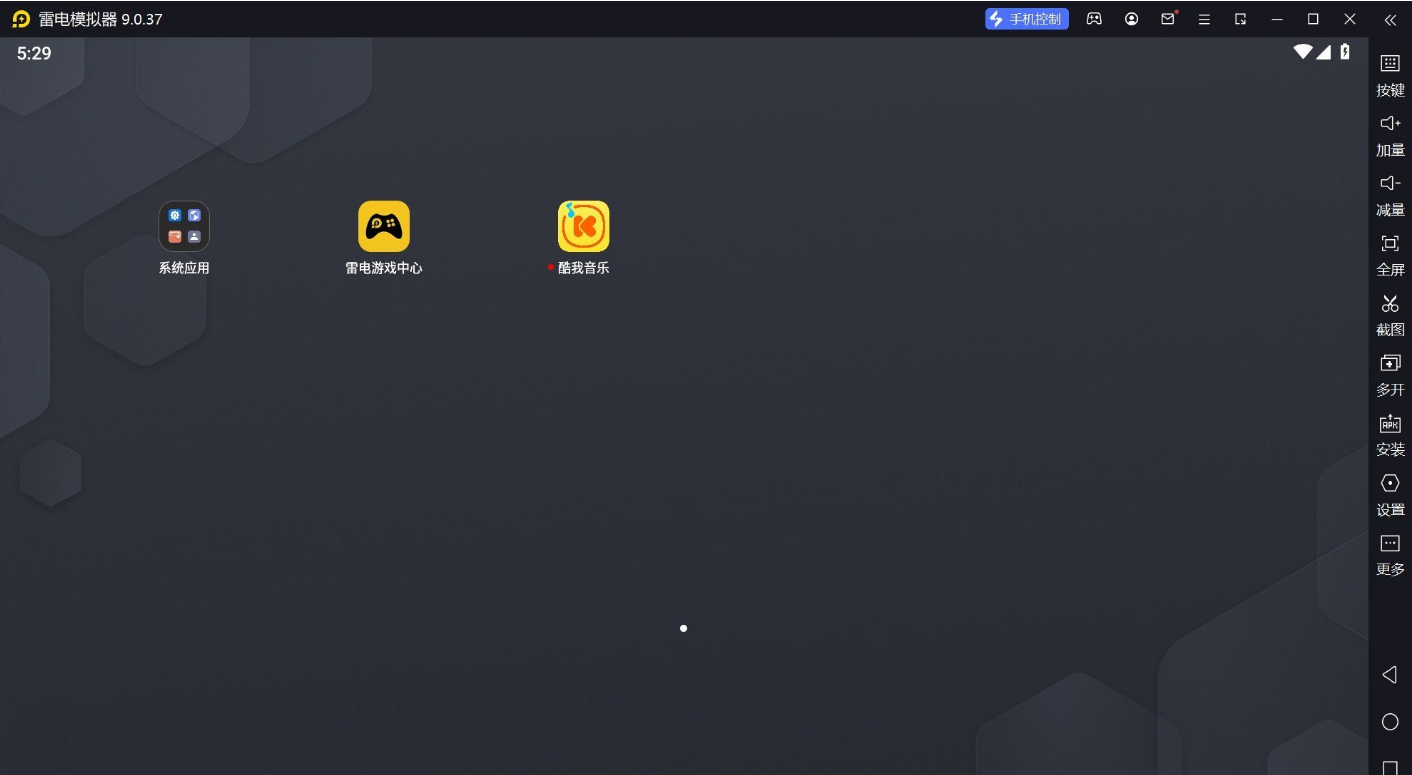 雷电模拟器 9.0.37
手机控制
5:29
系统应用
雷电游戏中心
酷我音乐
按键
加量
减量
全屏
截图
多开
APK
安装
设置
更多